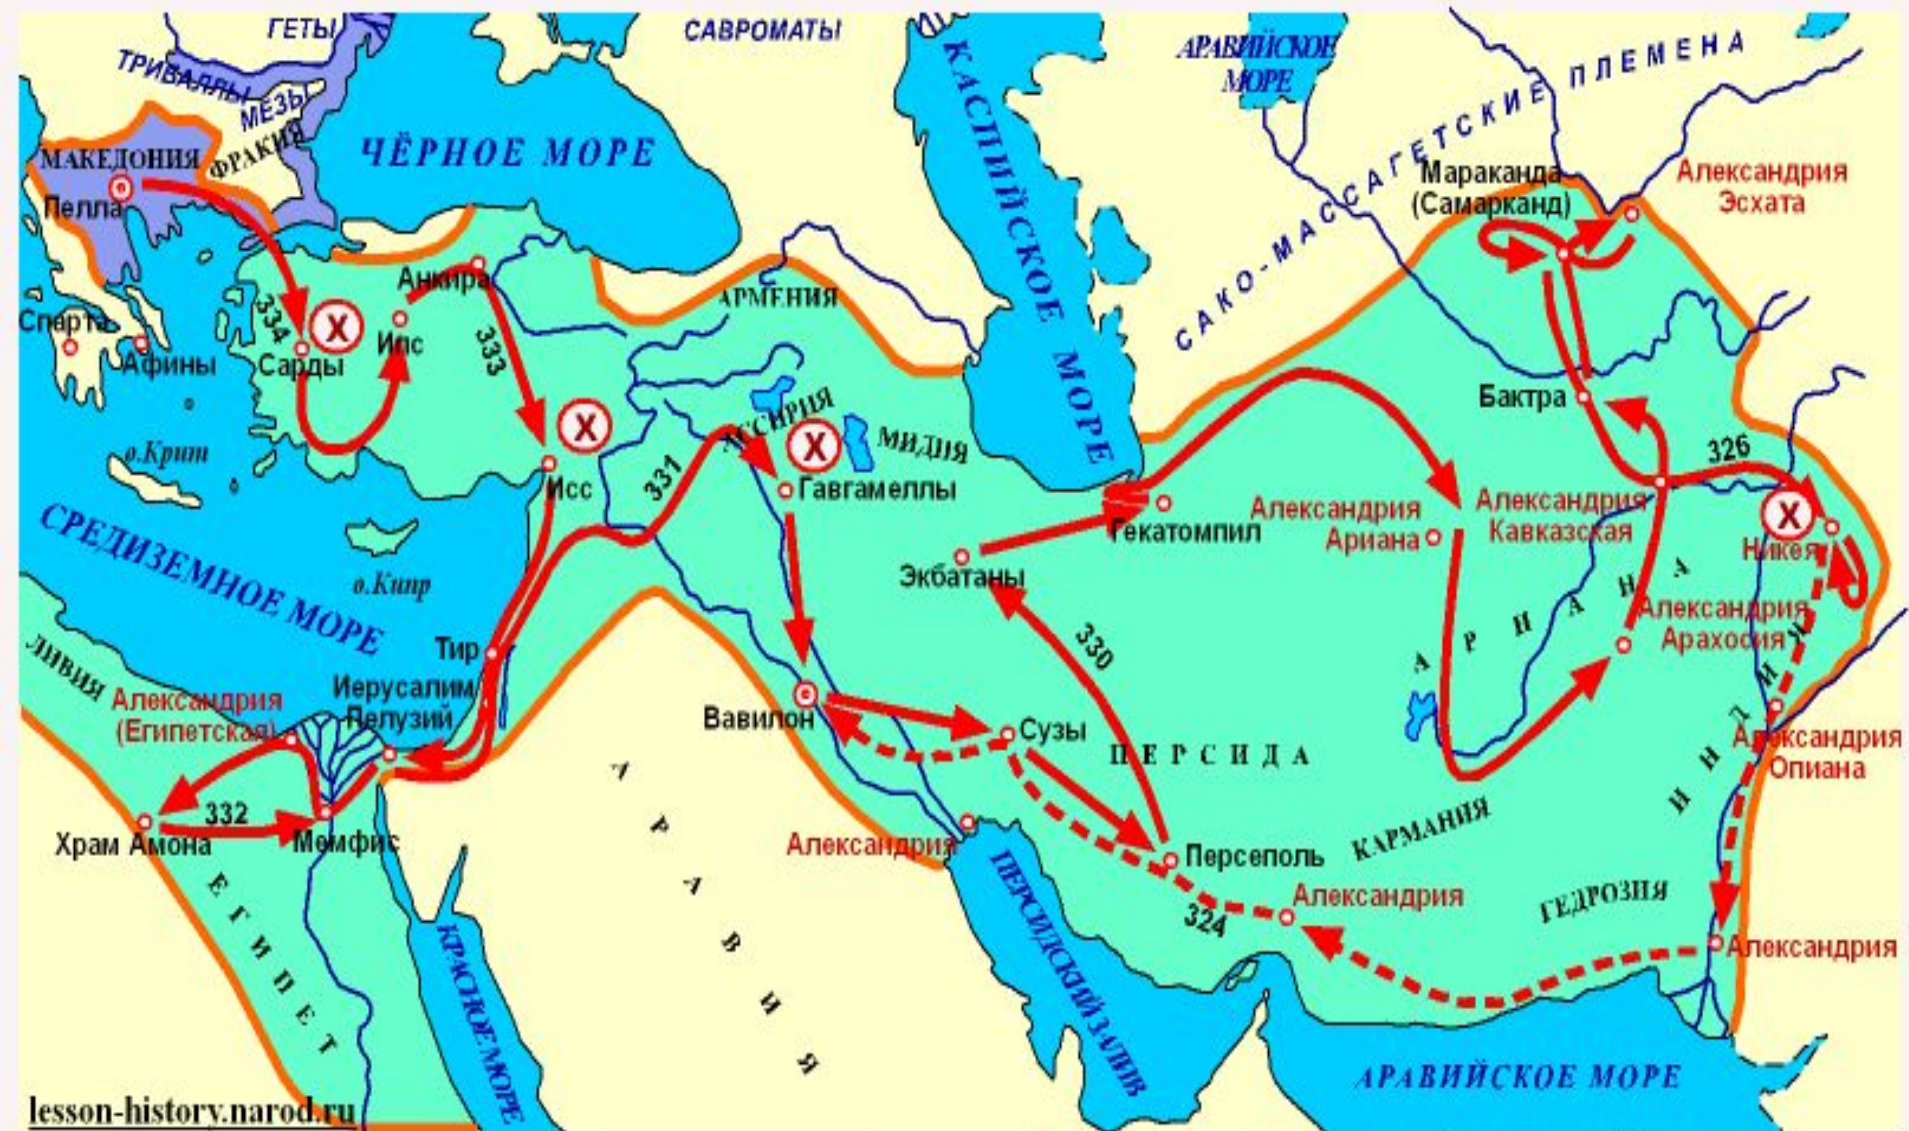 ГЕТЫ
САВРОМАТЫ
ТРИВАЛЛЫ
МЕЗЫ
АРАВИЙСКОЕ
МОРЕ
САКО-МАССАГЕТСКИЕ ПЛЕМЕНА
КАСПИЙСКОЕ МОРЕ
ЧЁРНОЕ МОРЕ
МАКЕДОНИЯ
ФРАКИЯ
Пелла
Мараканда
(Самарканд)
Александрия
Эсхата
Анкира
АРМЕНИЯ
334
Спарта
Афины
Сарды
X
Ипс
333
Бактра
АССИРИЯ
МИДИЯ
X
X
о.Крит
Исс
331
Гавгамеллы
326
X
Никея
Гекатомпил
Александрия
Ариана
Александрия
Кавказская
СРЕДИЗЕМНОЕ МОРЕ
о.Кипр
Экбатаны
АРИАНА
Александрия
Арахосия
330
Тир
ЛИВИЯ
Иерусалим
Пелузий
Александрия
(Египетская)
Вавилон
Сузы
ПЕРСИДА
ИНДИЯ
Александрия
Опиана
332
Храм Амона
Мемфис
АРАВИЯ
Александрия
Персеполь
КАРМАНИЯ
ЕГИПЕТ
324
Александрия
ГЕДРОЗИЯ
Александрия
КРАСНОЕ МОРЕ
ПЕРСИДСКИЙ ЗАЛИВ
АРАВИЙСКОЕ МОРЕ
lesson-history.narod.ru